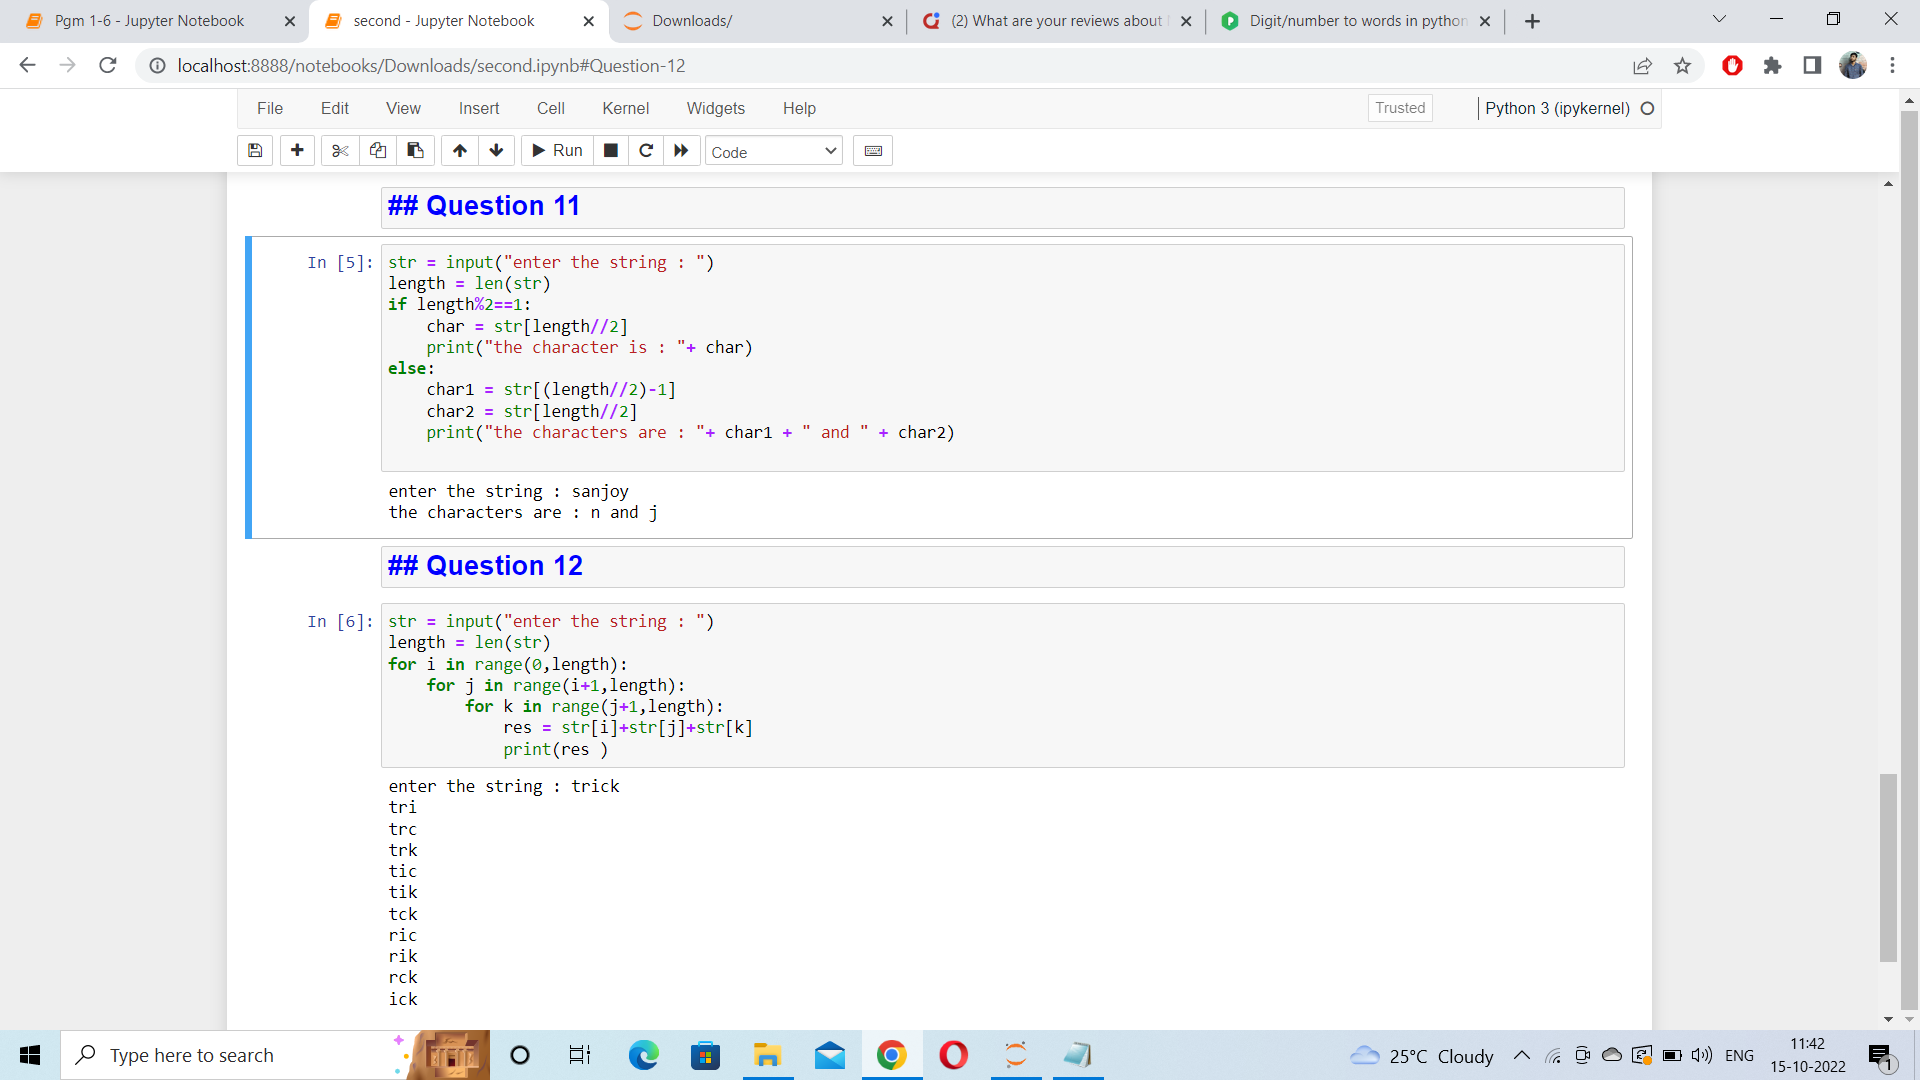 Pgm 1-6 - Jupyter Notebook
second - Jupyter Notebook
Downloads/
(2) What are your reviews about
Digit/number to words in python
localhost:8888/notebooks/Downloads/second.ipynb#Question-12
File Edit View Insert Cell Kernel Widgets Help
Trusted
Python 3 (ipykernel)
Run
Code
## Question 11
In [5]:
str = input("enter the string : ")
length = len(str)
if length%2==1:
    char = str[length//2]
    print("the character is : "+ char)
else:
    char1 = str[(length//2)-1]
    char2 = str[length//2]
    print("the characters are : "+ char1 + " and " + char2)
enter the string : sanjoy
the characters are : n and j
## Question 12
In [6]:
str = input("enter the string : ")
length = len(str)
for i in range(0,length):
    for j in range(i+1,length):
        for k in range(j+1,length):
            res = str[i]+str[j]+str[k]
            print(res )
enter the string : trick
tri
trc
trk
tic
tik
tck
ric
rik
rck
ick
Type here to search
25°C Cloudy
ENG
11:42
15-10-2022
1